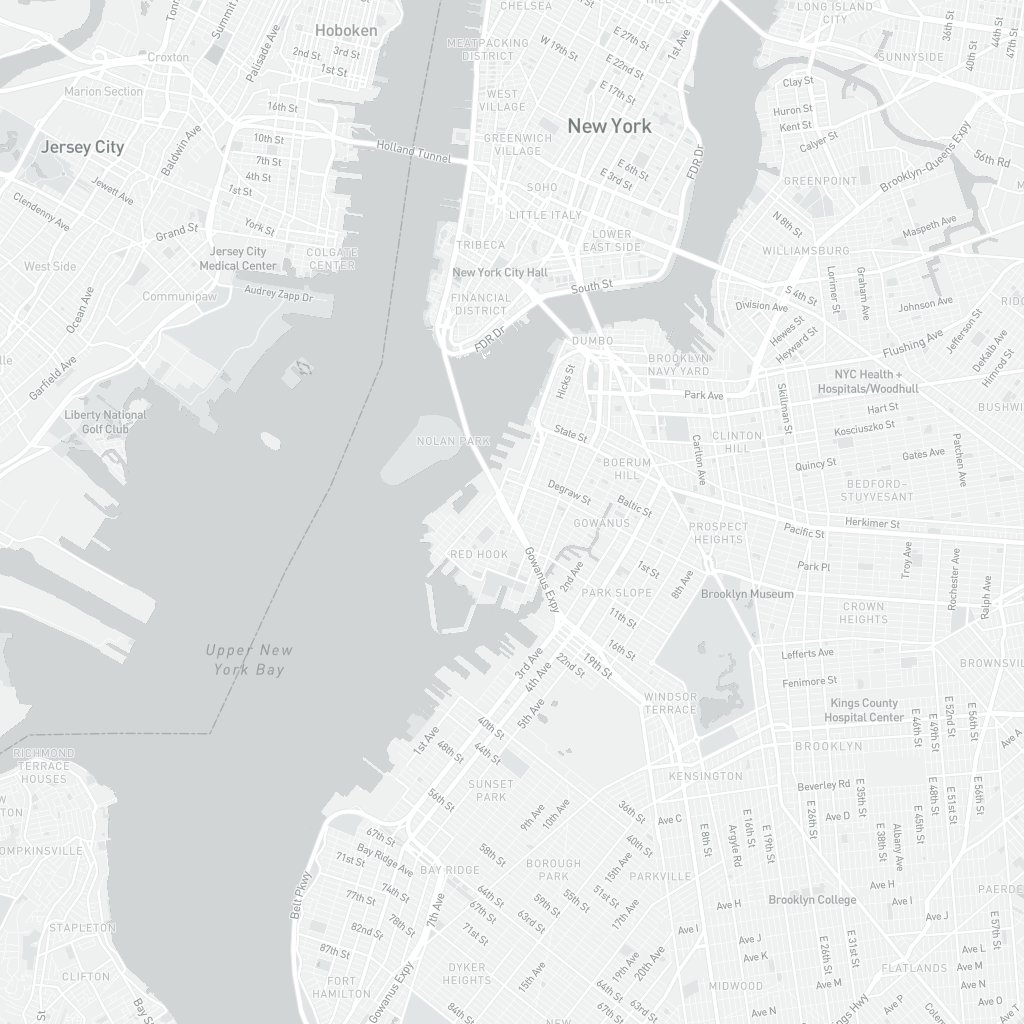 CHELSEA
LONG ISLAND
CITY
Hoboken
Summit
Palisade Ave
2nd St
3rd St
1st St
Croxton
Marion Section
MEATPACKING
DISTRICT
W 19th St
E 27th St
1st Ave
E 22nd St
E 17th St
36th St
40th St
44th St
47th St
SUNNYSIDE
Clay St
WEST
VILLAGE
16th St
10th St
Baldwin Ave
Jersey City
7th St
4th St
1st St
Holland Tunnel
GREENWICH
VILLAGE
New York
E 6th St
E 3rd St
FDR Dr
Huron St
Kent St
Calyer St
Brooklyn-Queens Expy
56th Rd
GREENPOINT
Jewett Ave
Clendenny Ave
York St
Grand St
SOHO
LITTLE ITALY
N 8th St
Maspeth Ave
West Side
Jersey City
Medical Center
COLGATE
CENTER
TRIBECA
LOWER
EAST SIDE
WILLIAMSBURG
New York City Hall
Communipaw
Audrey Zapp Dr
Ocean Ave
FINANCIAL
DISTRICT
South St
S 4th St
Lorimer St
Graham Ave
Division Ave
Johnson Ave
Hewes St
Heyward St
FDR Dr
DUMBO
Flushing Ave
Jefferson St
DeKalb Ave
Himrod St
Garfield Ave
BROOKLYN
NAVY YARD
Hicks St
Park Ave
NYC Health +
Hospitals/Woodhull
Skillman St
Hart St
Kosciuszko St
BUSHW
Liberty National
Golf Club
NOLAN PARK
State St
CLINTON
HILL
Carlton Ave
Gates Ave
Patchen Ave
BOERUM
HILL
Quincy St
BEDFORD-
STUYVESANT
Degraw St
Baltic St
GOWANUS
PROSPECT
HEIGHTS
Pacific St
Herkimer St
RED HOOK
Gowanus Expy
2nd Ave
1st St
8th Ave
Park Pl
Troy Ave
Rochester Ave
Ralph Ave
PARK SLOPE
Brooklyn Museum
CROWN
HEIGHTS
11th St
16th St
Upper New
York Bay
3rd Ave
4th Ave
22nd St
19th St
Lefferts Ave
BROWNSVIL
Fenimore St
WINDSOR
TERRACE
Kings County
Hospital Center
5th Ave
40th St
1st Ave
48th St
44th St
BROOKLYN
E 46th St
E 49th St
E 52nd St
E 56th St
Ave A
RICHMOND
TERRACE
HOUSES
KENSINGTON
SUNSET
PARK
56th St
Beverley Rd
E 35th St
E 48th St
E 51st St
E 56th St
9th Ave
10th Ave
36th St
40th St
Ave C
Ave D
E 26th St
E 45th St
67th St
Bay Ridge Ave
71st St
58th St
E 8th St
E 16th St
E 19th St
Argyle Rd
E 38th St
Albany Ave
OMPKINSVILLE
BAY RIDGE
BOROUGH
PARK
15th Ave
PARKVILLE
Belt Pkwy
77th St
74th St
64th St
51st St
59th St
55th St
Ave H
Ave I
Brooklyn College
PAERDE
7th Ave
67th St
63rd St
17th Ave
Ave H
Ave J
82nd St
78th St
71st St
Ave I
Ave J
Ave K
E 26th St
E 31st St
E 57th St
STAPLETON
87th St
Ave L
Ave M
FLATLANDS
CLIFTON
FORT
HAMILTON
Gowanus Expy
DYKER
HEIGHTS
15th Ave
19th Ave
20th Ave
MIDWOOD
Ave M
Ave N
Ave P
Ave O
84th St
64th St
67th St
63rd St
Ave N
Ave T
NEW